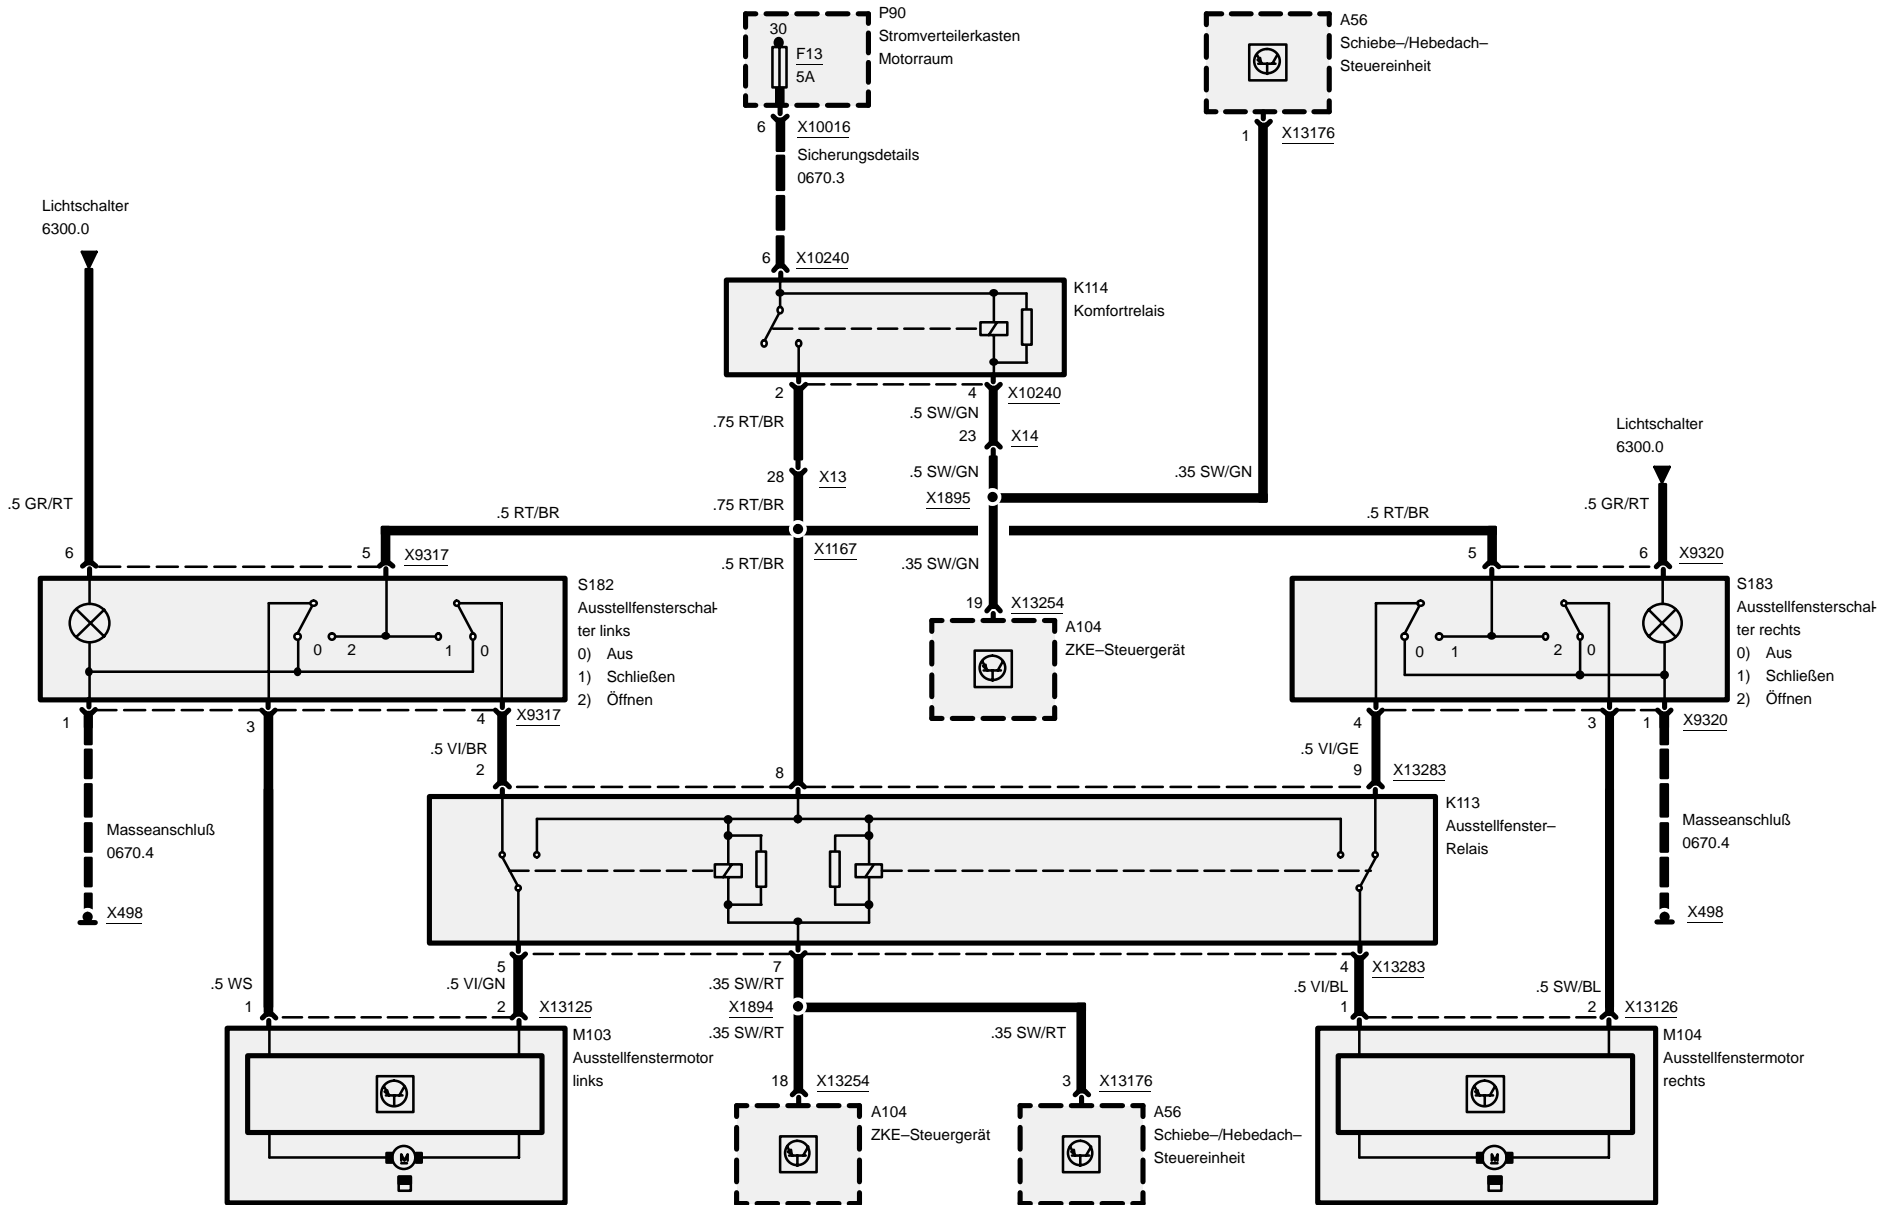 P90
Stromverteilerkasten
Motorraum
30
F13
5A
A56
Schiebe–/Hebedach–
Steuereinheit
6
X10016
Sicherungsdetails
0670.3
1
X13176
Lichtschalter
6300.0
6
X10240
K114
Komfortrelais
2
4
X10240
.75 RT/BR
.5 SW/GN
23
X14
Lichtschalter
6300.0
28
X13
.5 SW/GN
.35 SW/GN
.5 GR/RT
.5 RT/BR
.75 RT/BR
X1895
.5 RT/BR
.5 GR/RT
6
5
X9317
X1167
.5 RT/BR
.35 SW/GN
5
6
X9320
S182
Ausstellfensterschal-
ter links
0) Aus
1) Schließen
2) Öffnen
0
2
1
0
19
X13254
A104
ZKE–Steuergerät
S183
Ausstellfensterschal-
ter rechts
0) Aus
1) Schließen
2) Öffnen
0
1
2
0
1
3
4
X9317
4
3
1
X9320
.5 VI/BR
.5 VI/GE
2
8
9
X13283
Masseanschluß
0670.4
K113
Ausstellfenster–
Relais
Masseanschluß
0670.4
X498
X498
5
7
4
X13283
.5 WS
.5 VI/GN
.35 SW/RT
.5 VI/BL
.5 SW/BL
1
2
X13125
X1894
1
2
X13126
M103
Ausstellfenstermotor
links
.35 SW/RT
.35 SW/RT
M104
Ausstellfenstermotor
rechts
18
X13254
3
X13176
A104
ZKE–Steuergerät
A56
Schiebe–/Hebedach–
Steuereinheit
M
M